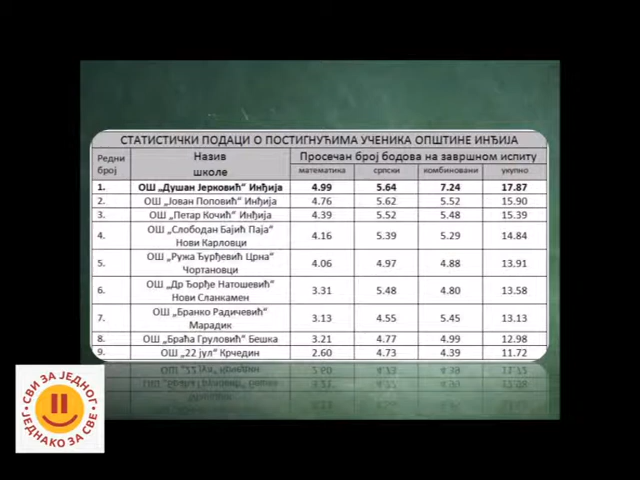 СТАТИСТИЧКИ ПОДАЦИ О ПОСТИГНУЋИМА УЧЕНИКА ОПШТИНЕ ИНЂИЈА
Редни број Назив школе Просечан број бодова на завршном испиту
математика српски комбиновани укупно
1. ОШ „Душан Јерковић“ Инђија 4.99 5.64 7.24 17.87
2. ОШ „Јован Поповић“ Инђија 4.76 5.62 5.52 15.90
3. ОШ „Петар Кочић“ Инђија 4.39 5.52 5.48 15.39
4. ОШ „Слободан Бајић Паја“ Нови Карловци 4.16 5.39 5.29 14.84
5. ОШ „Ружа Ђурђевић Црна“ Чортановци 4.06 4.97 4.88 13.91
6. ОШ „Др Ђорђе Натошевић“ Нови Сланкамен 3.31 5.48 4.80 13.58
7. ОШ „Бранко Радичевић“ Марадик 3.13 4.55 5.45 13.13
8. ОШ „Браћа Груловић“ Бешка 3.21 4.77 4.99 12.98
9. ОШ „22 јул“ Крчедин 2.60 4.73 4.39 11.72
СВИ ЗА ЈЕДНОГ
ЈЕДНАКО ЗА СВЕ